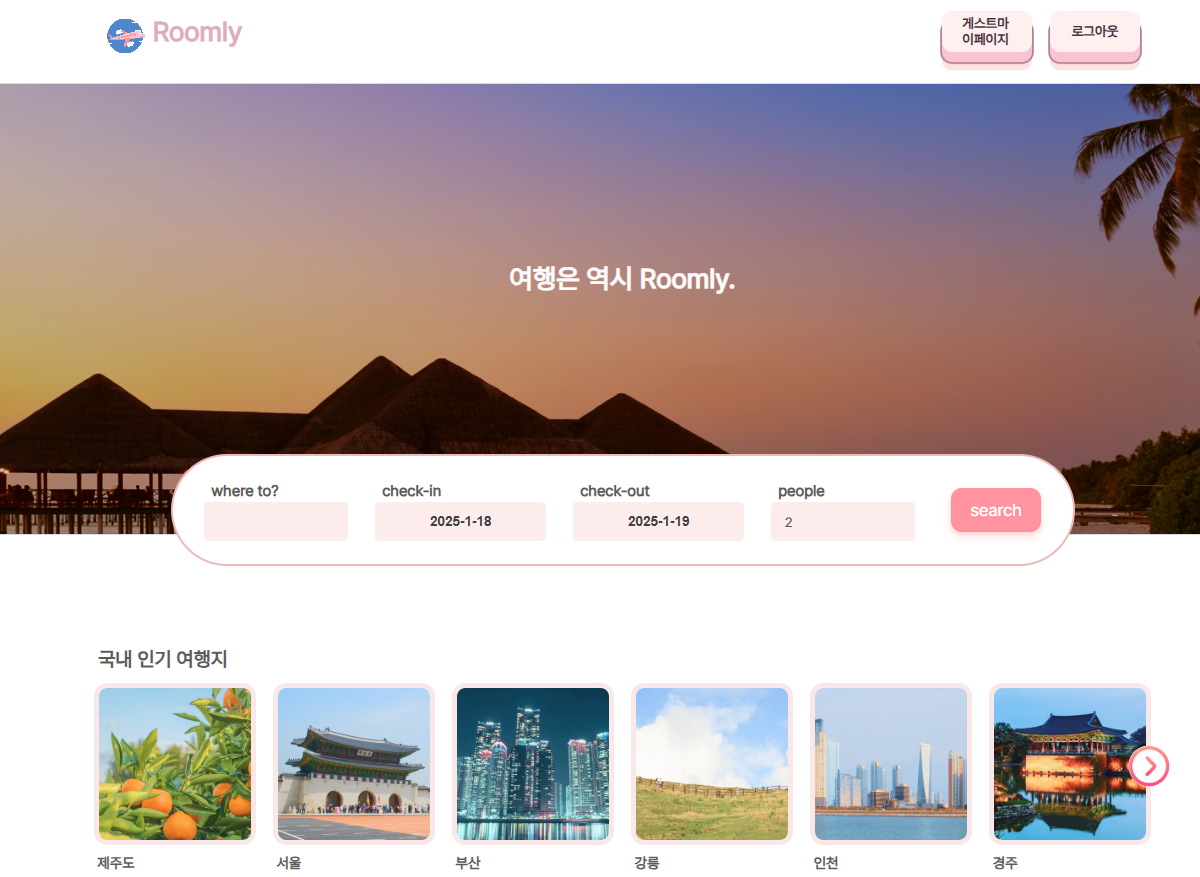 Roomly
게스트마
이페이지
로그아웃
여행은 역시 Roomly.
where to?
check-in
check-out
people
2025-1-18
2025-1-19
2
search
국내 인기 여행지
제주도
서울
부산
강릉
인천
경주